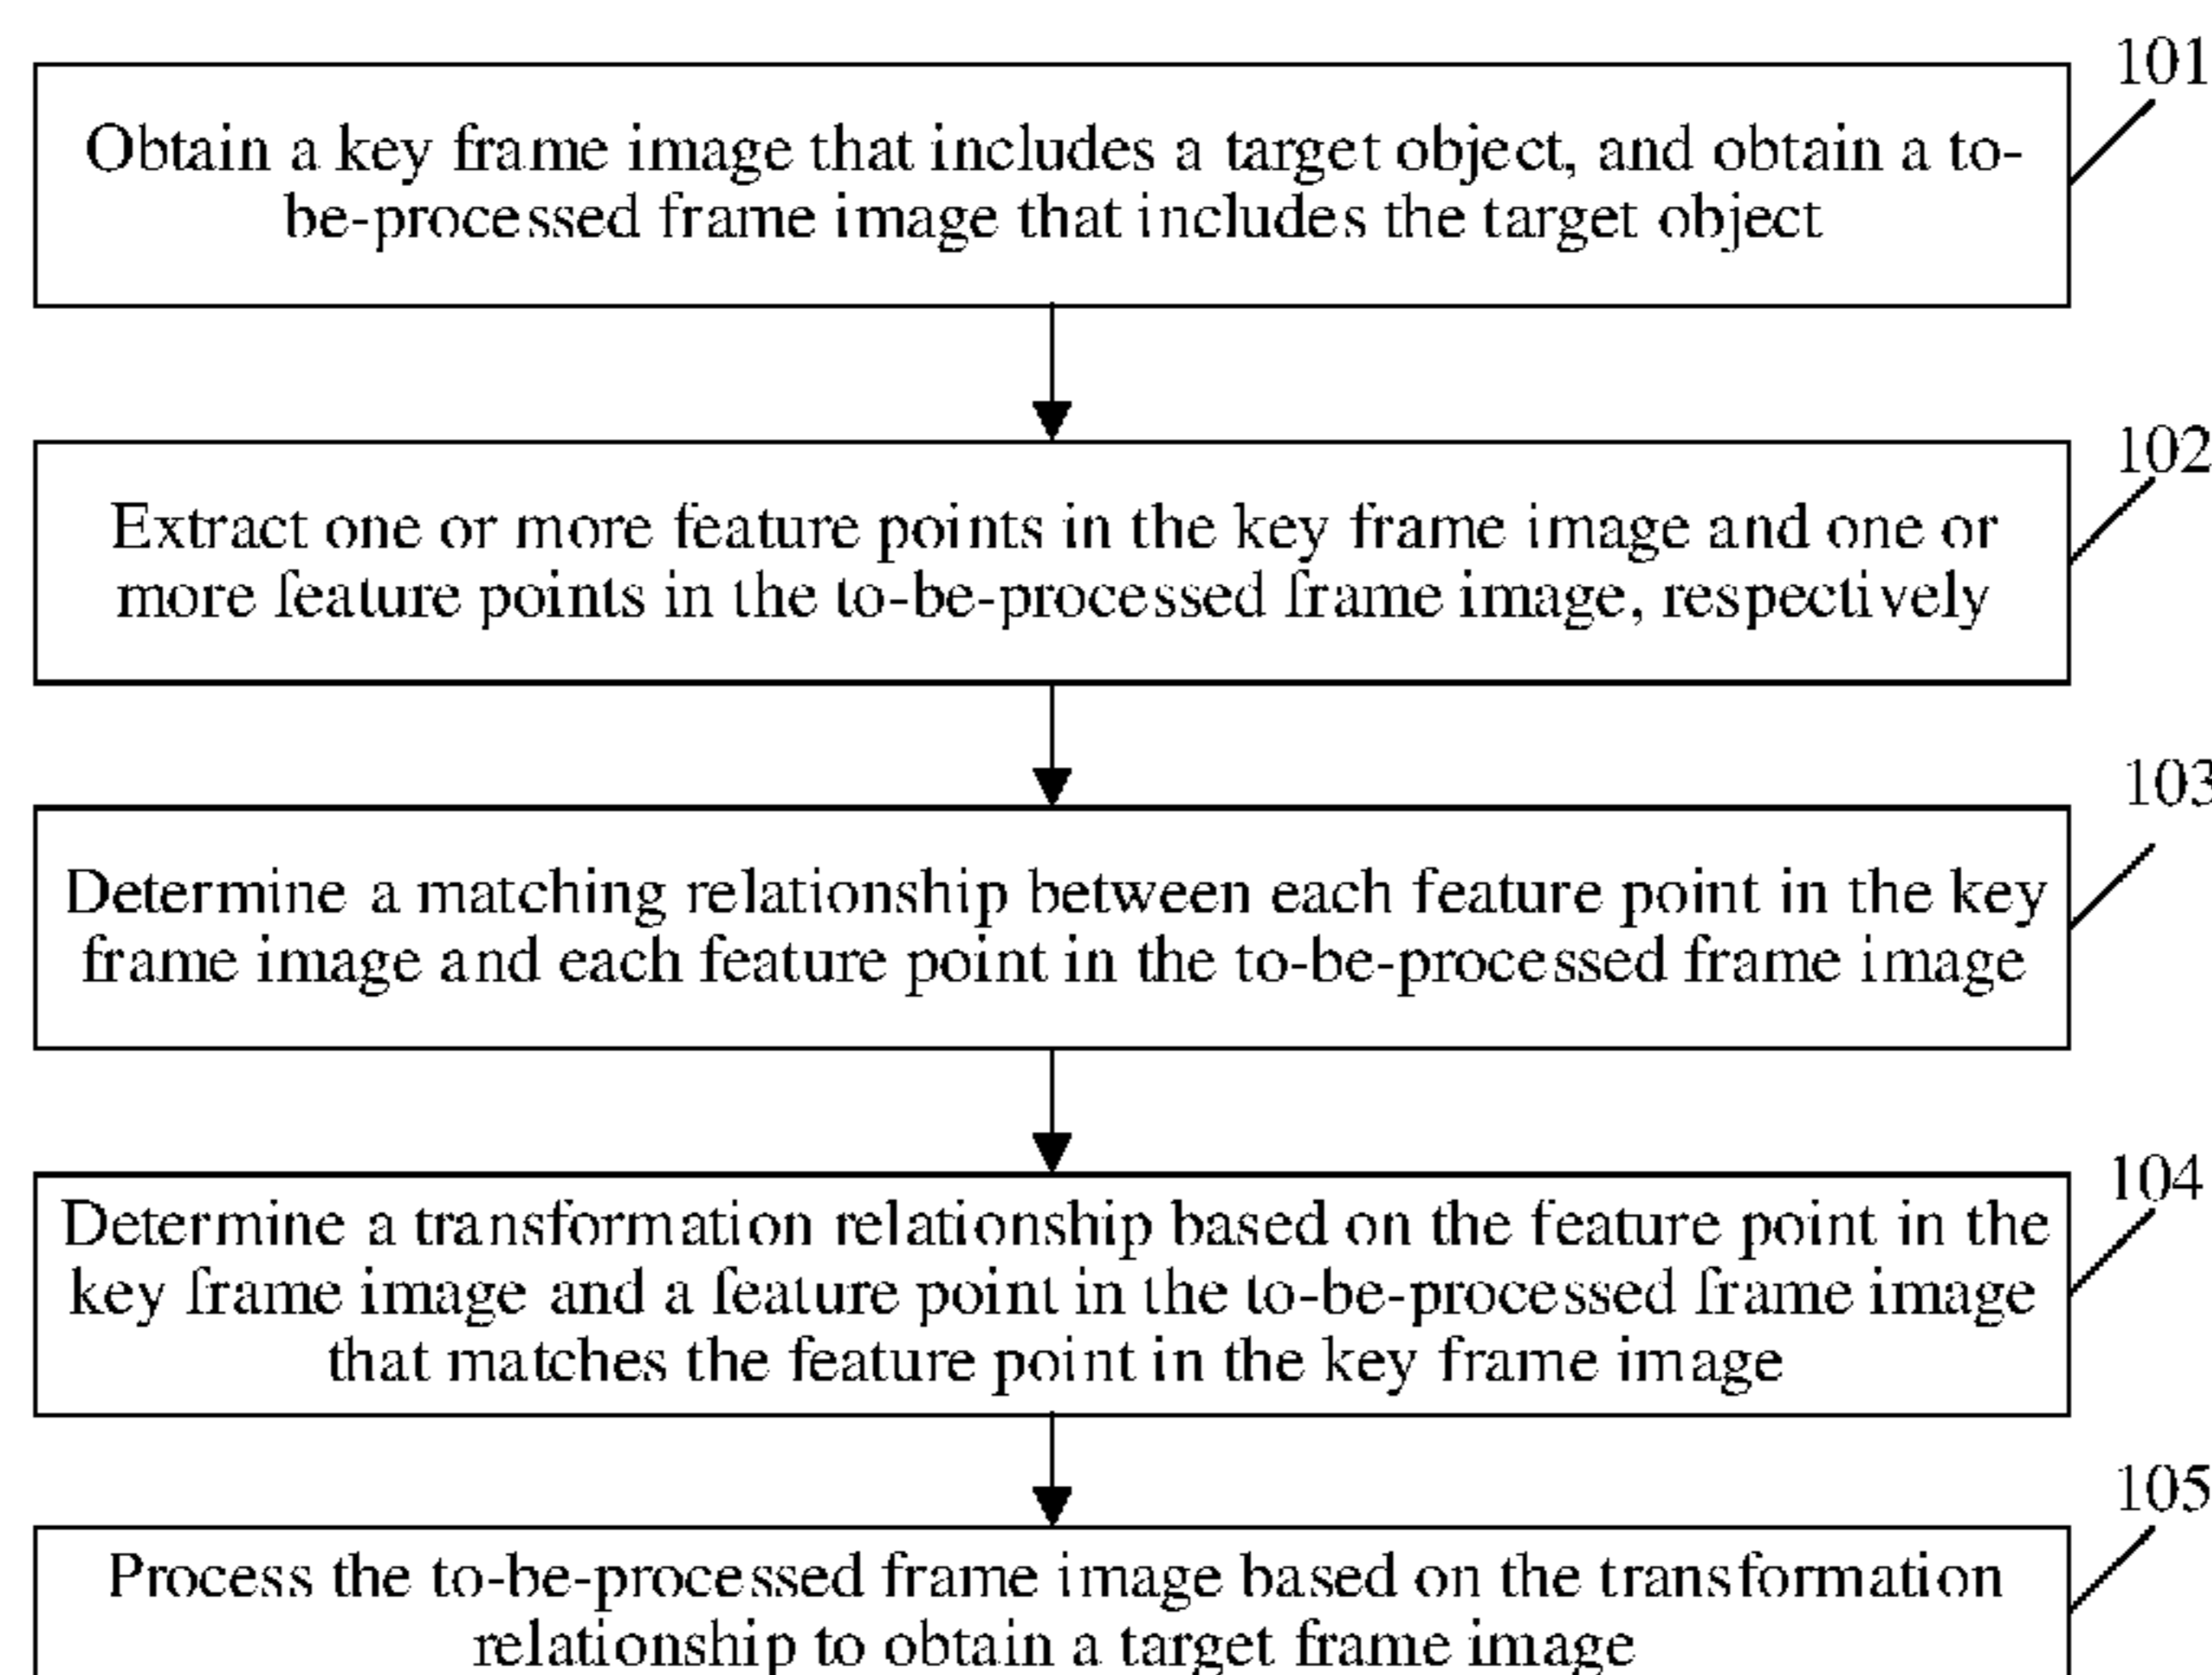 101
Obtain a key frame image that includes a target object, and obtain a to-
be-processed frame image that includes the target object
102
Extract one or more feature points in the key frame image and one or
more feature points in the to-be-processed frame image, respectively
103
Determine a matching relationship between each feature point in the key
frame image and each feature point in the to-be-processed frame image
104
Determine a transformation relationship based on the feature point in the
key frame image and a feature point in the to-be-processed frame image
that matches the feature point in the key frame image
105
Process the to-be-processed frame image based on the transformation
relationship to obtain a target frame image